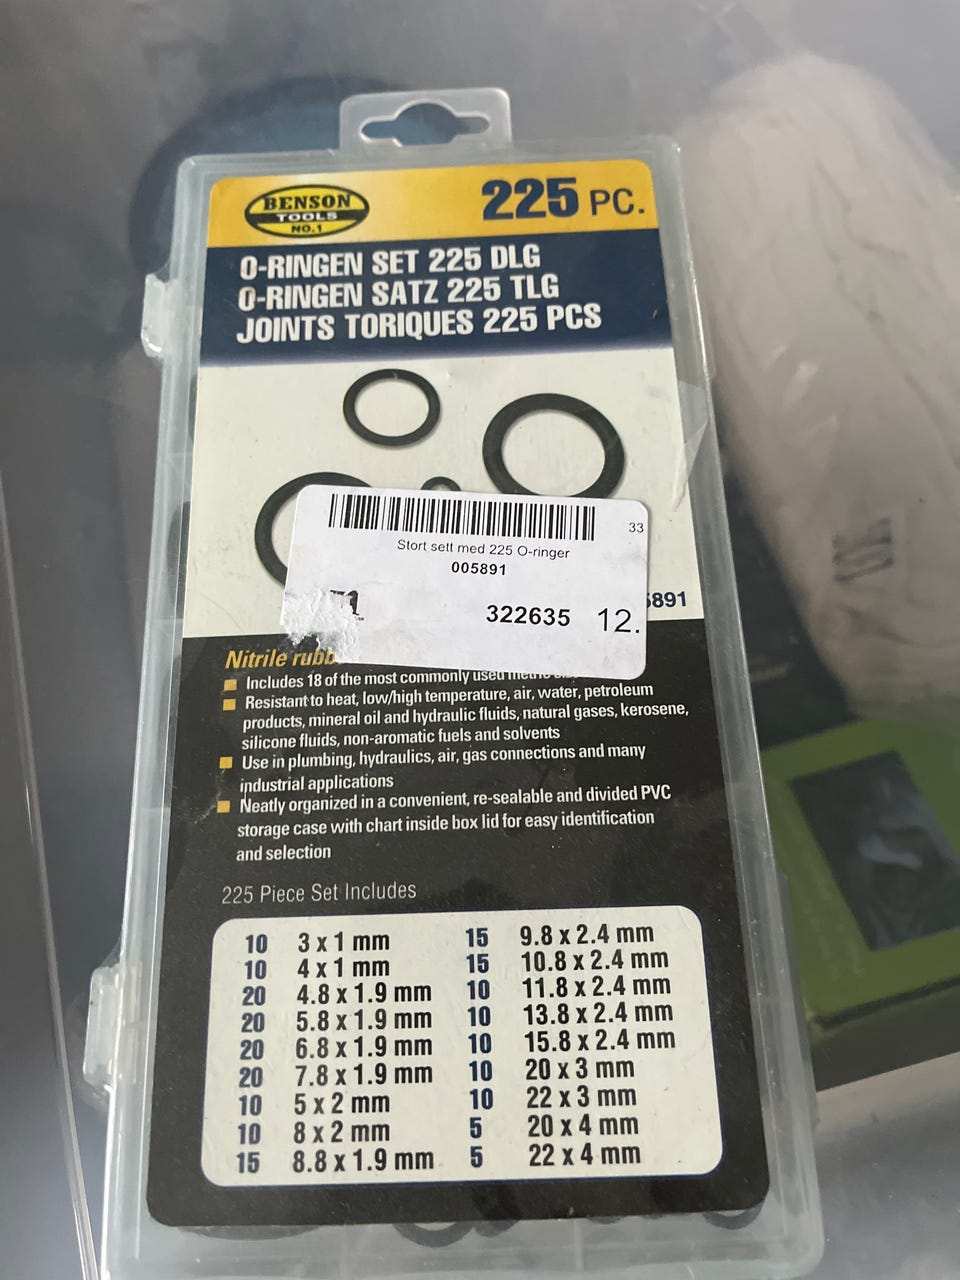 BENSON
TOOLS
NO.1
225 PC.
O-RINGEN SET 225 DLG
O-RINGEN SATZ 225 TLG
JOINTS TORIQUES 225 PCS
33
Stort sett med 225 O-ringer
005891
322635 12.
5891
Nitrile rubb
Includes 18 of the most commonly used
Resistant to heat, low/high temperature, air, water, petroleum
products, mineral oil and hydraulic fluids, natural gases, kerosene,
silicone fluids, non-aromatic fuels and solvents
Use in plumbing, hydraulics, air, gas connections and many
industrial applications
Neatly organized in a convenient, re-sealable and divided PVC
storage case with chart inside box lid for easy identification
and selection
225 Piece Set Includes
10 3 x 1 mm 15 9.8 x 2.4 mm
10 4 x 1 mm 15 10.8 x 2.4 mm
20 4.8 x 1.9 mm 10 11.8 x 2.4 mm
20 5.8 x 1.9 mm 10 13.8 x 2.4 mm
20 6.8 x 1.9 mm 10 15.8 x 2.4 mm
20 7.8 x 1.9 mm 10 20 x 3 mm
10 5 x 2 mm 10 22 x 3 mm
10 8 x 2 mm 5 20 x 4 mm
15 8.8 x 1.9 mm 5 22 x 4 mm